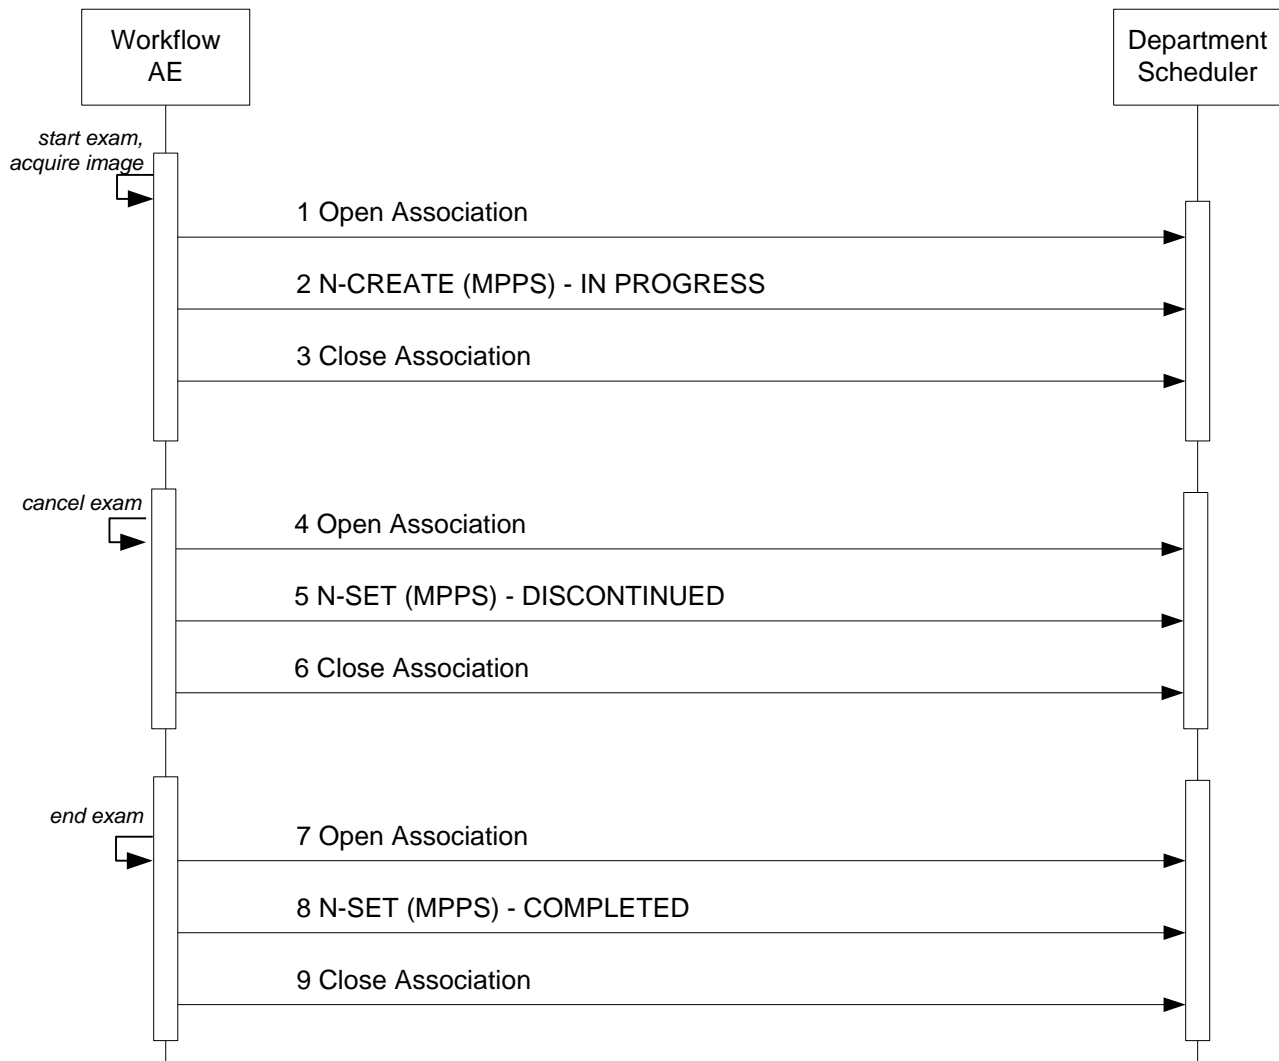 Workflow
AE
Department
Scheduler
start exam,
acquire image
1 Open Association
2 N-CREATE (MPPS) - IN PROGRESS
3 Close Association
cancel exam
4 Open Association
5 N-SET (MPPS) - DISCONTINUED
6 Close Association
end exam
7 Open Association
8 N-SET (MPPS) - COMPLETED
9 Close Association